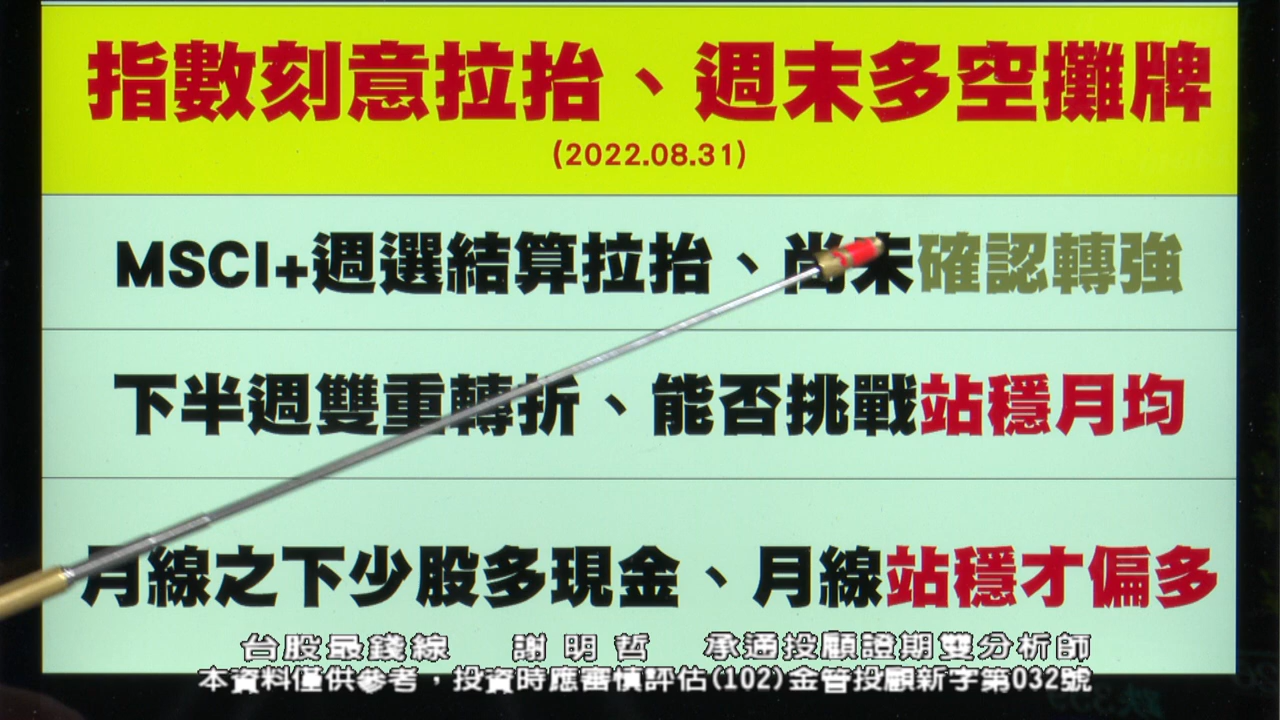 指數刻意拉抬、週末多空攤牌
(2022.08.31)
MSCI+週選結算拉抬、尚未確認轉強
下半週雙重轉折、能否挑戰站穩月均
月線之下少股多現金、月線站穩才偏多
台股最錢線 謝明哲 承通投顧證期雙分析師
本資料僅供參考，投資時應審慎評估(102)金管投顧新字第032號